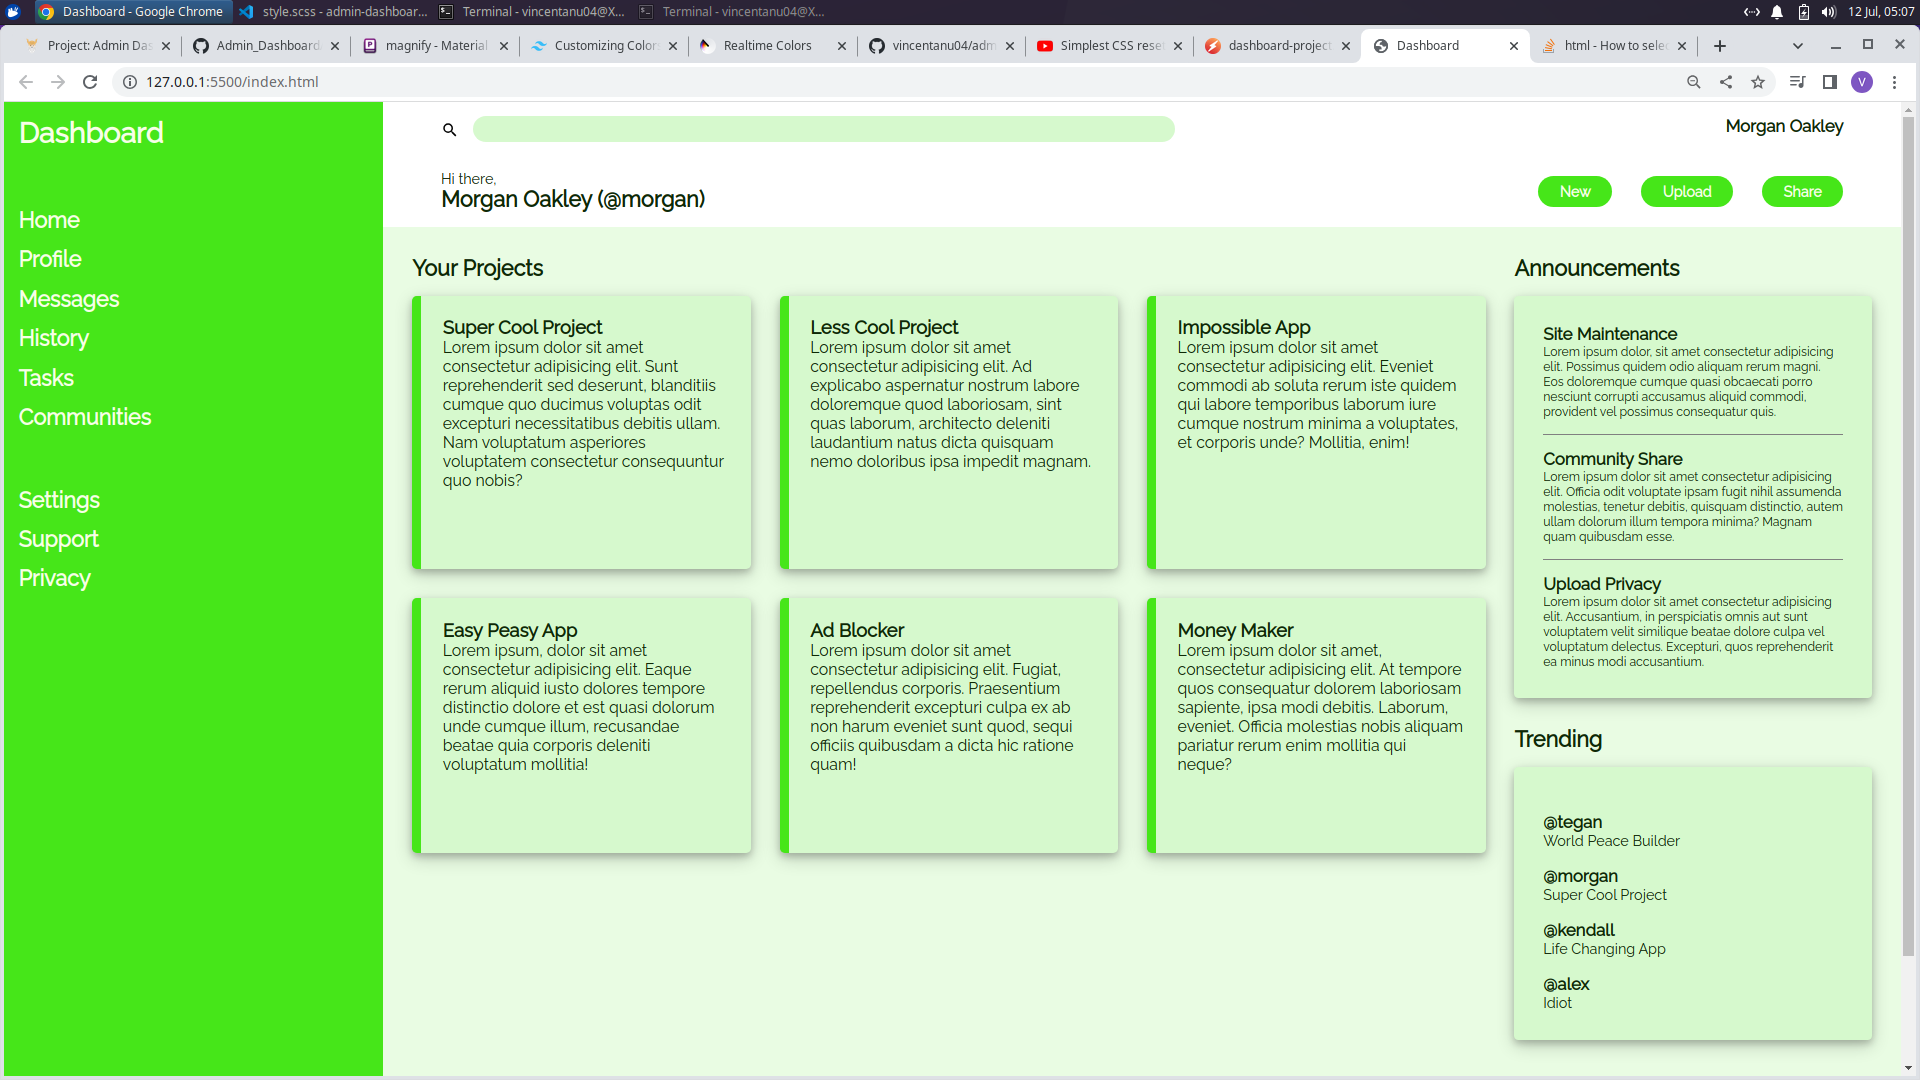 Dashboard - Google Chrome
style.scss - admin-dashboar...
Terminal - vincentanu04@X...
Terminal - vincentanu04@X...
12 Jul, 05:07
Project: Admin Das
Admin_Dashboard
magnify - Material
Customizing Colors
Realtime Colors
vincentanu04/adm
Simplest CSS reset
dashboard-project
Dashboard
html - How to selec
127.0.0.1:5500/index.html
V
Dashboard
Home
Profile
Messages
History
Tasks
Communities
Settings
Support
Privacy
Morgan Oakley
Hi there,
Morgan Oakley (@morgan)
New
Upload
Share
Your Projects
Super Cool Project
Lorem ipsum dolor sit amet
consectetur adipisicing elit. Sunt
reprehenderit sed deserunt, blanditiis
cumque quo ducimus voluptas odit
excepturi necessitatibus debitis ullam.
Nam voluptatum asperiores
voluptatem consectetur consequuntur
quo nobis?
Less Cool Project
Lorem ipsum dolor sit amet
consectetur adipisicing elit. Ad
explicabo aspernatur nostrum labore
doloremque quod laboriosam, sint
quas laborum, architecto deleniti
laudantium natus dicta quisquam
nemo doloribus ipsa impedit magnam.
Impossible App
Lorem ipsum dolor sit amet
consectetur adipisicing elit. Eveniet
commodi ab soluta rerum iste quidem
qui labore temporibus laborum iure
cumque nostrum minima a voluptates,
et corporis unde? Mollitia, enim!
Easy Peasy App
Lorem ipsum, dolor sit amet
consectetur adipisicing elit. Eaque
rerum aliquid iusto dolores tempore
distinctio dolore et est quasi dolorum
unde cumque illum, recusandae
beatae quia corporis deleniti
voluptatum mollitia!
Ad Blocker
Lorem ipsum dolor sit amet
consectetur adipisicing elit. Fugiat,
repellendus corporis. Praesentium
reprehenderit excepturi culpa ex ab
non harum eveniet sunt quod, sequi
officiis quibusdam a dicta hic ratione
quam!
Money Maker
Lorem ipsum dolor sit amet,
consectetur adipisicing elit. At tempore
quos consequatur dolorem laboriosam
sapiente, ipsa modi debitis. Laborum,
eveniet. Officia molestias nobis aliquam
pariatur rerum enim mollitia qui
neque?
Announcements
Site Maintenance
Lorem ipsum dolor, sit amet consectetur adipisicing
elit. Possimus quidem odio aliquam rerum magni.
Eos doloremque cumque quasi obcaecati porro
nesciunt corrupti accusamus aliquid commodi,
provident vel possimus consequatur quis.
Community Share
Lorem ipsum dolor sit amet consectetur adipisicing
elit. Officia odit voluptate ipsam fugit nihil assumenda
molestias, tenetur debitis, quisquam distinctio, autem
ullam dolorum illum tempora minima? Magnam
quam quibusdam esse.
Upload Privacy
Lorem ipsum dolor sit amet consectetur adipisicing
elit. Accusantium, in perspiciatis omnis aut sunt
voluptatem velit similique beatae dolore culpa vel
voluptatum delectus. Excepturi, quos reprehenderit
ea minus modi accusantium.
Trending
@tegan
World Peace Builder
@morgan
Super Cool Project
@kendall
Life Changing App
@alex
Idiot